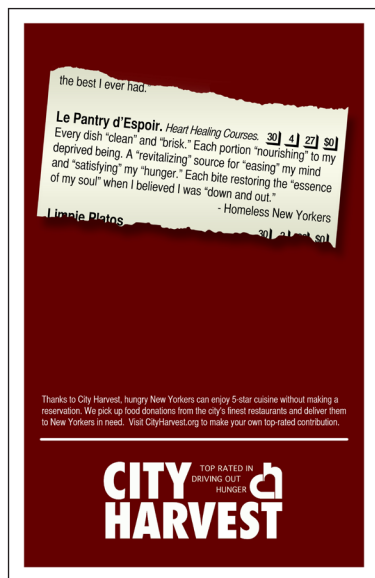 the best I ever had."
Le Pantry d'Espoir. Heart Healing Courses. 30 4 27 $0
Every dish "clean" and "brisk." Each portion "nourishing" to my
deprived being. A "revitalizing" source for "easing" my mind
and "satisfying" my "hunger." Each bite restoring the "essence
of my soul" when I believed I was "down and out."
- Homeless New Yorkers
Limpie Platos
30 $0
Thanks to City Harvest, hungry New Yorkers can enjoy 5-star cuisine without making a
reservation. We pick up food donations from the city's finest restaurants and deliver them
to New Yorkers in need. Visit CityHarvest.org to make your own top-rated contribution.
CITY
TOP RATED IN
DRIVING OUT
HUNGER
HARVEST